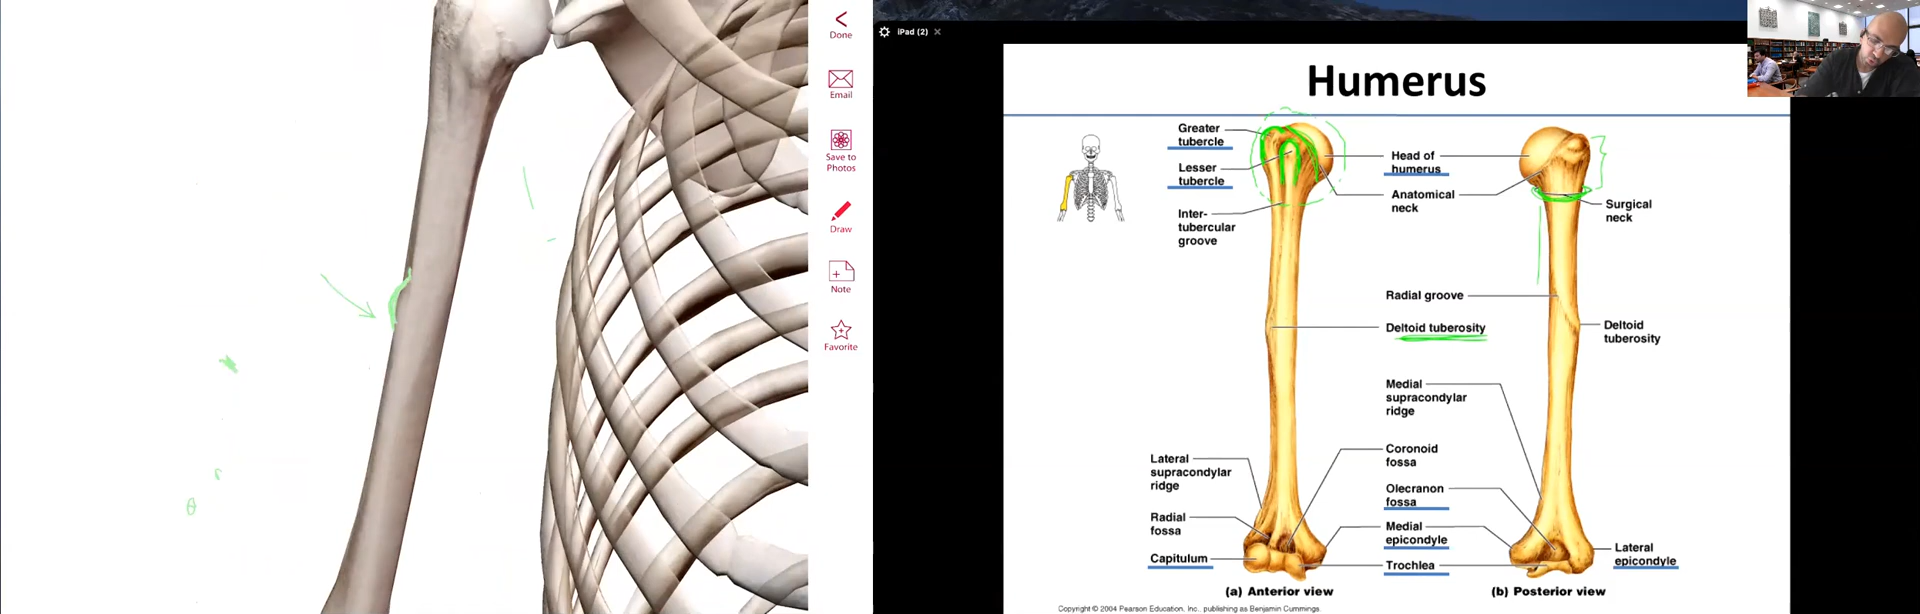 Done
Email
Save to
Photos
Draw
Note
Favorite
iPad (2)
Humerus
Greater
tubercle
Lesser
tubercle
Inter-
tubercular
groove
Head of
humerus
Anatomical
neck
Surgical
neck
Radial groove
Deltoid tuberosity
Deltoid
tuberosity
Medial
supracondylar
ridge
Lateral
supracondylar
ridge
Coronoid
fossa
Olecranon
fossa
Radial
fossa
Medial
epicondyle
Capitulum
Trochlea
Lateral
epicondyle
(a) Anterior view
(b) Posterior view
Copyright © 2004 Pearson Education, Inc., publishing as Benjamin Cummings.